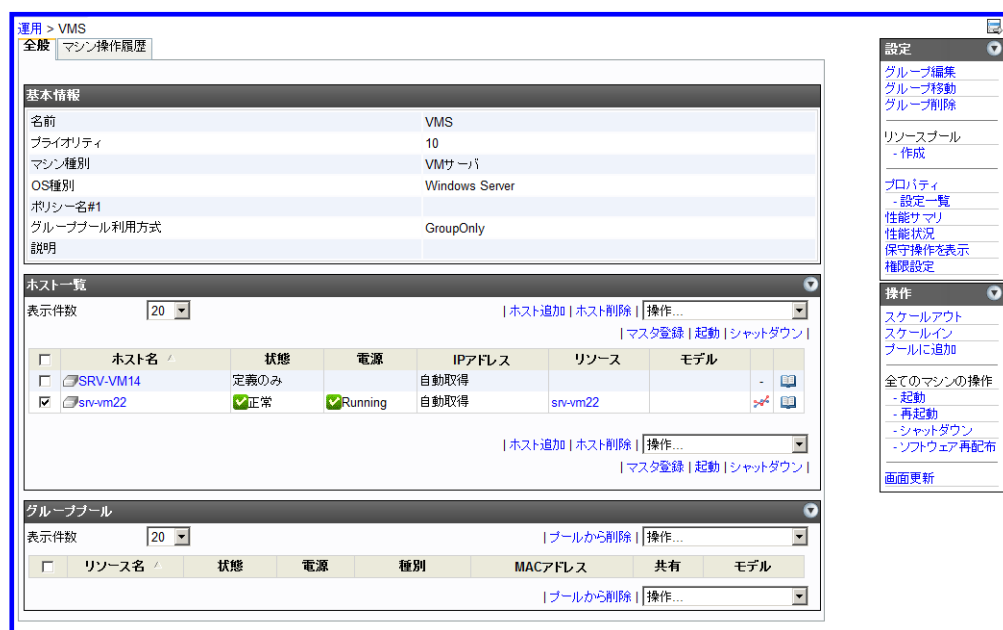 運用 > VMS
全般 マシン操作履歴
基本情報
名前 VMS
プライオリティ 10
マシン種別 VMサーバ
OS種別 Windows Server
ポリシー名#1
グループプール利用方式 GroupOnly
説明
ホスト一覧
表示件数 20 | ホスト追加 | ホスト削除 | 操作...
| マスタ登録 | 起動 | シャットダウン |
ホスト名 状態 電源 IPアドレス リソース モデル
SRV-VM14 定義のみ 自動取得 -
srv-vm22 正常 Running 自動取得 srv-vm22
| ホスト追加 | ホスト削除 | 操作...
| マスタ登録 | 起動 | シャットダウン |
グループプール
表示件数 20 | プールから削除 | 操作...
リソース名 状態 電源 種別 MACアドレス 共有 モデル
| プールから削除 | 操作...
設定
グループ編集
グループ移動
グループ削除
リソースプール
- 作成
プロパティ
- 設定一覧
性能サマリ
性能状況
保守操作を表示
権限設定
操作
スケールアウト
スケールイン
プールに追加
全てのマシンの操作
- 起動
- 再起動
- シャットダウン
- ソフトウェア再配布
画面更新